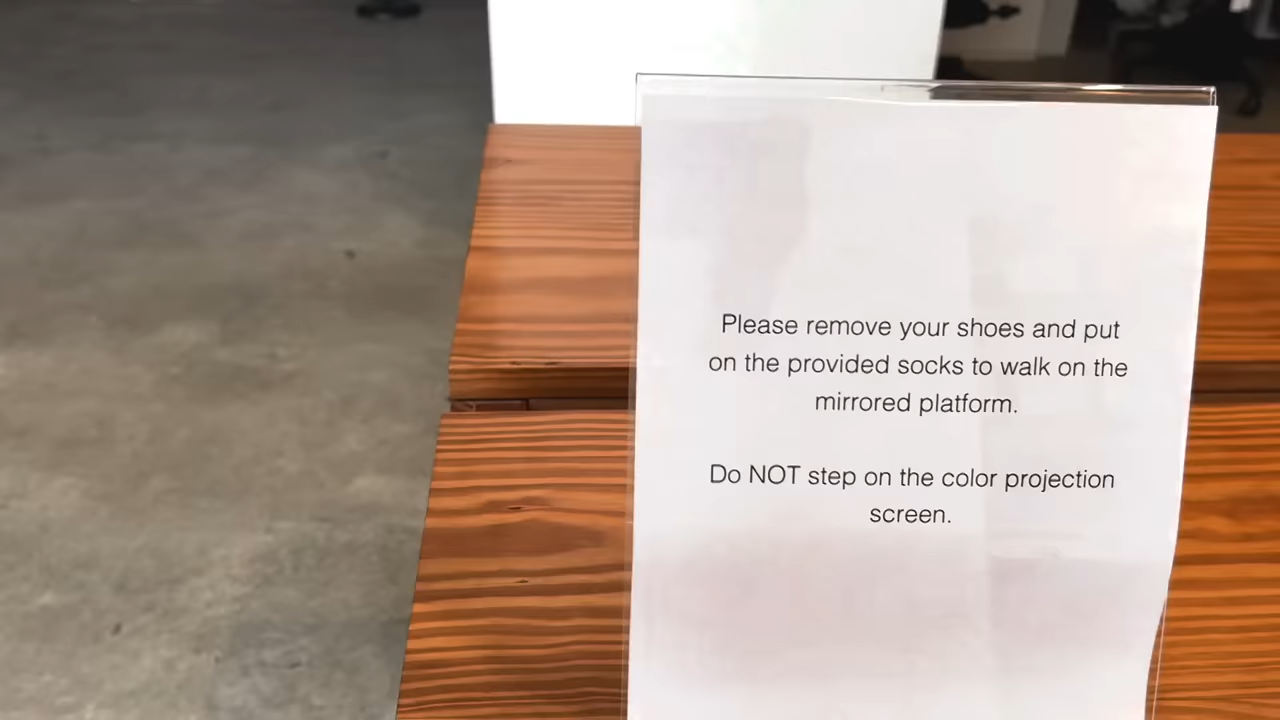 Please remove your shoes and put
on the provided socks to walk on the
mirrored platform.
Do NOT step on the color projection
screen.